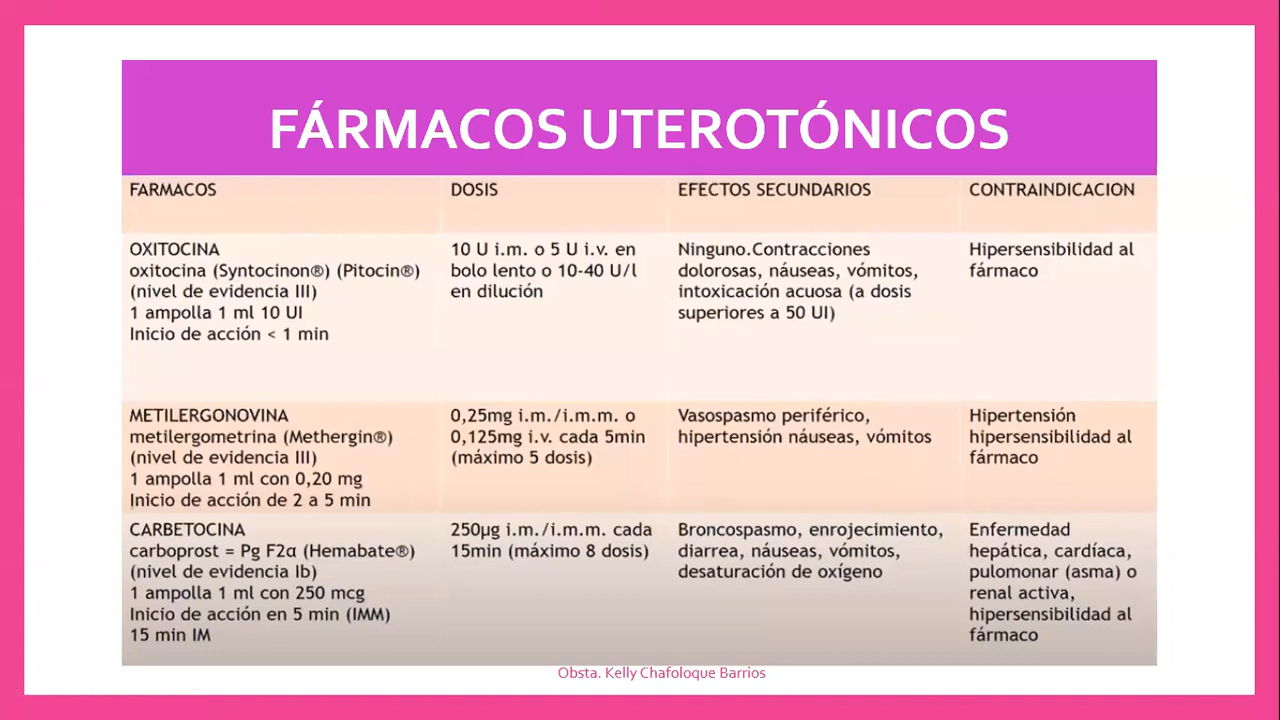 FÁRMACOS UTEROTÓNICOS
FARMACOS
DOSIS
EFECTOS SECUNDARIOS
CONTRAINDICACION
OXITOCINA
oxitocina (Syntocinon®) (Pitocin®)
(nivel de evidencia III)
1 ampolla 1 ml 10 UI
Inicio de acción < 1 min
10 U i.m. o 5 U i.v. en
bolo lento o 10-40 U/l
en dilución
Ninguno.Contracciones
dolorosas, náuseas, vómitos,
intoxicación acuosa (a dosis
superiores a 50 UI)
Hipersensibilidad al
fármaco
METILERGONOVINA
metilergometrina (Methergin®)
(nivel de evidencia III)
1 ampolla 1 ml con 0,20 mg
Inicio de acción de 2 a 5 min
0,25mg i.m./i.m.m. o
0,125mg i.v. cada 5min
(máximo 5 dosis)
Vasospasmo periférico,
hipertensión náuseas, vómitos
Hipertensión
hipersensibilidad al
fármaco
CARBETOCINA
carboprost = Pg F2α (Hemabate®)
(nivel de evidencia Ib)
1 ampolla 1 ml con 250 mcg
Inicio de acción en 5 min (IMM)
15 min IM
250µg i.m./i.m.m. cada
15min (máximo 8 dosis)
Broncospasmo, enrojecimiento,
diarrea, náuseas, vómitos,
desaturación de oxígeno
Enfermedad
hepática, cardíaca,
pulmonar (asma) o
renal activa,
hipersensibilidad al
fármaco
Obsta. Kelly Chafoloque Barrios